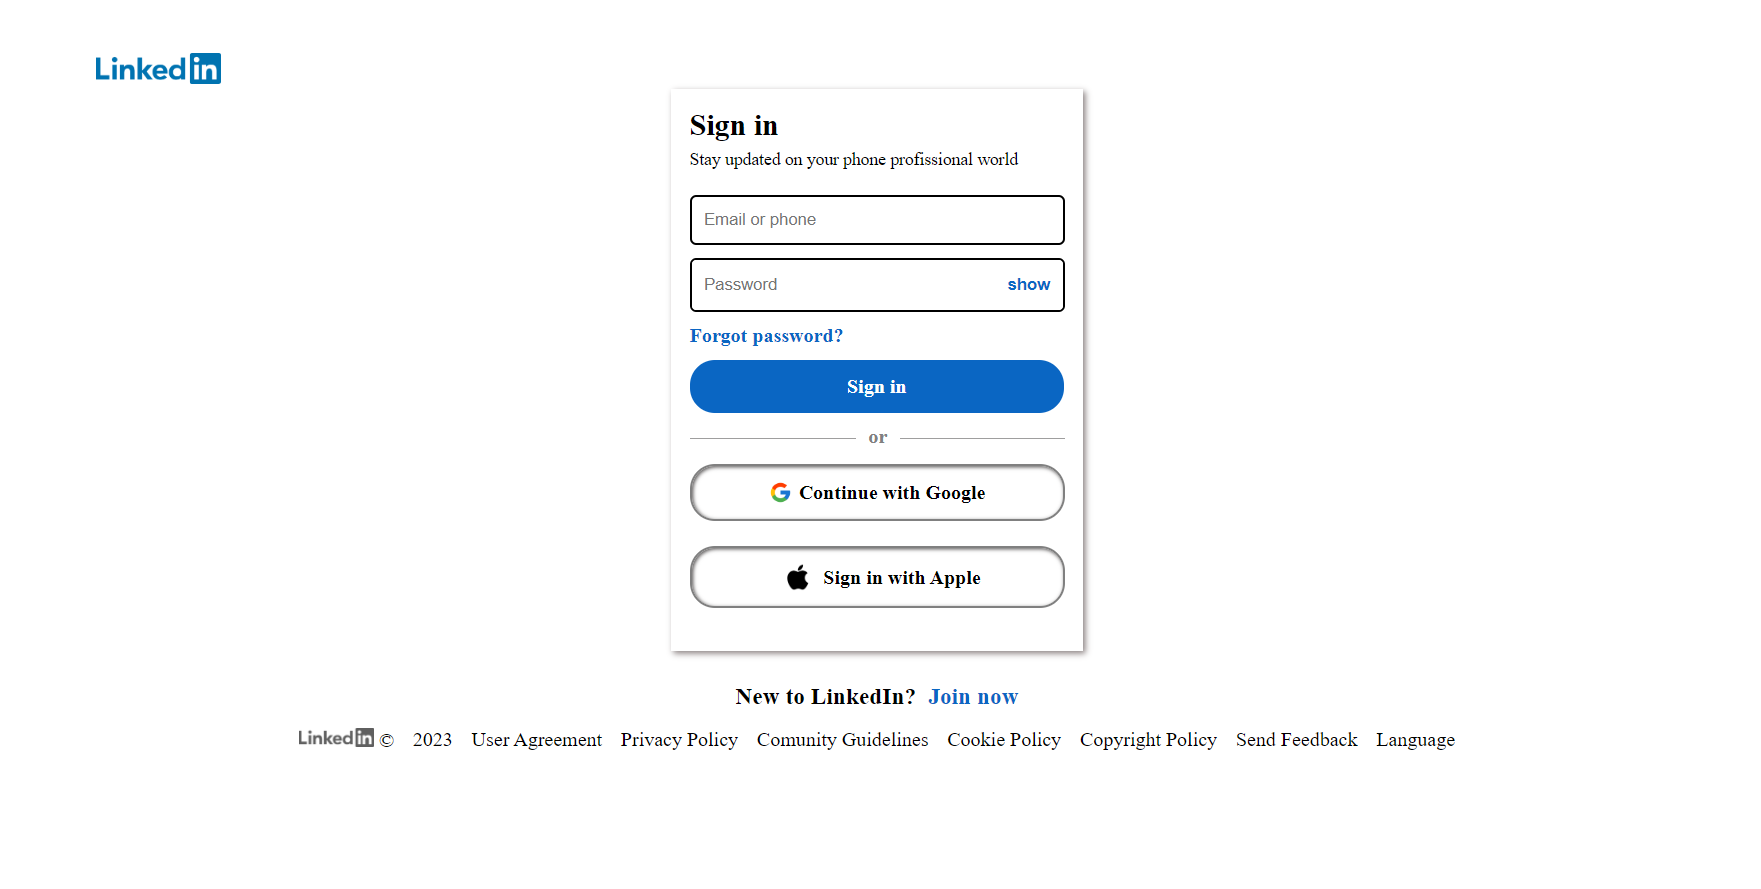 Linkedin
Sign in
Stay updated on your phone profissional world
Email or phone
Password show
Forgot password?
Sign in
or
Continue with Google
Sign in with Apple
New to LinkedIn? Join now
Linkedin © 2023 User Agreement Privacy Policy Comunity Guidelines Cookie Policy Copyright Policy Send Feedback Language